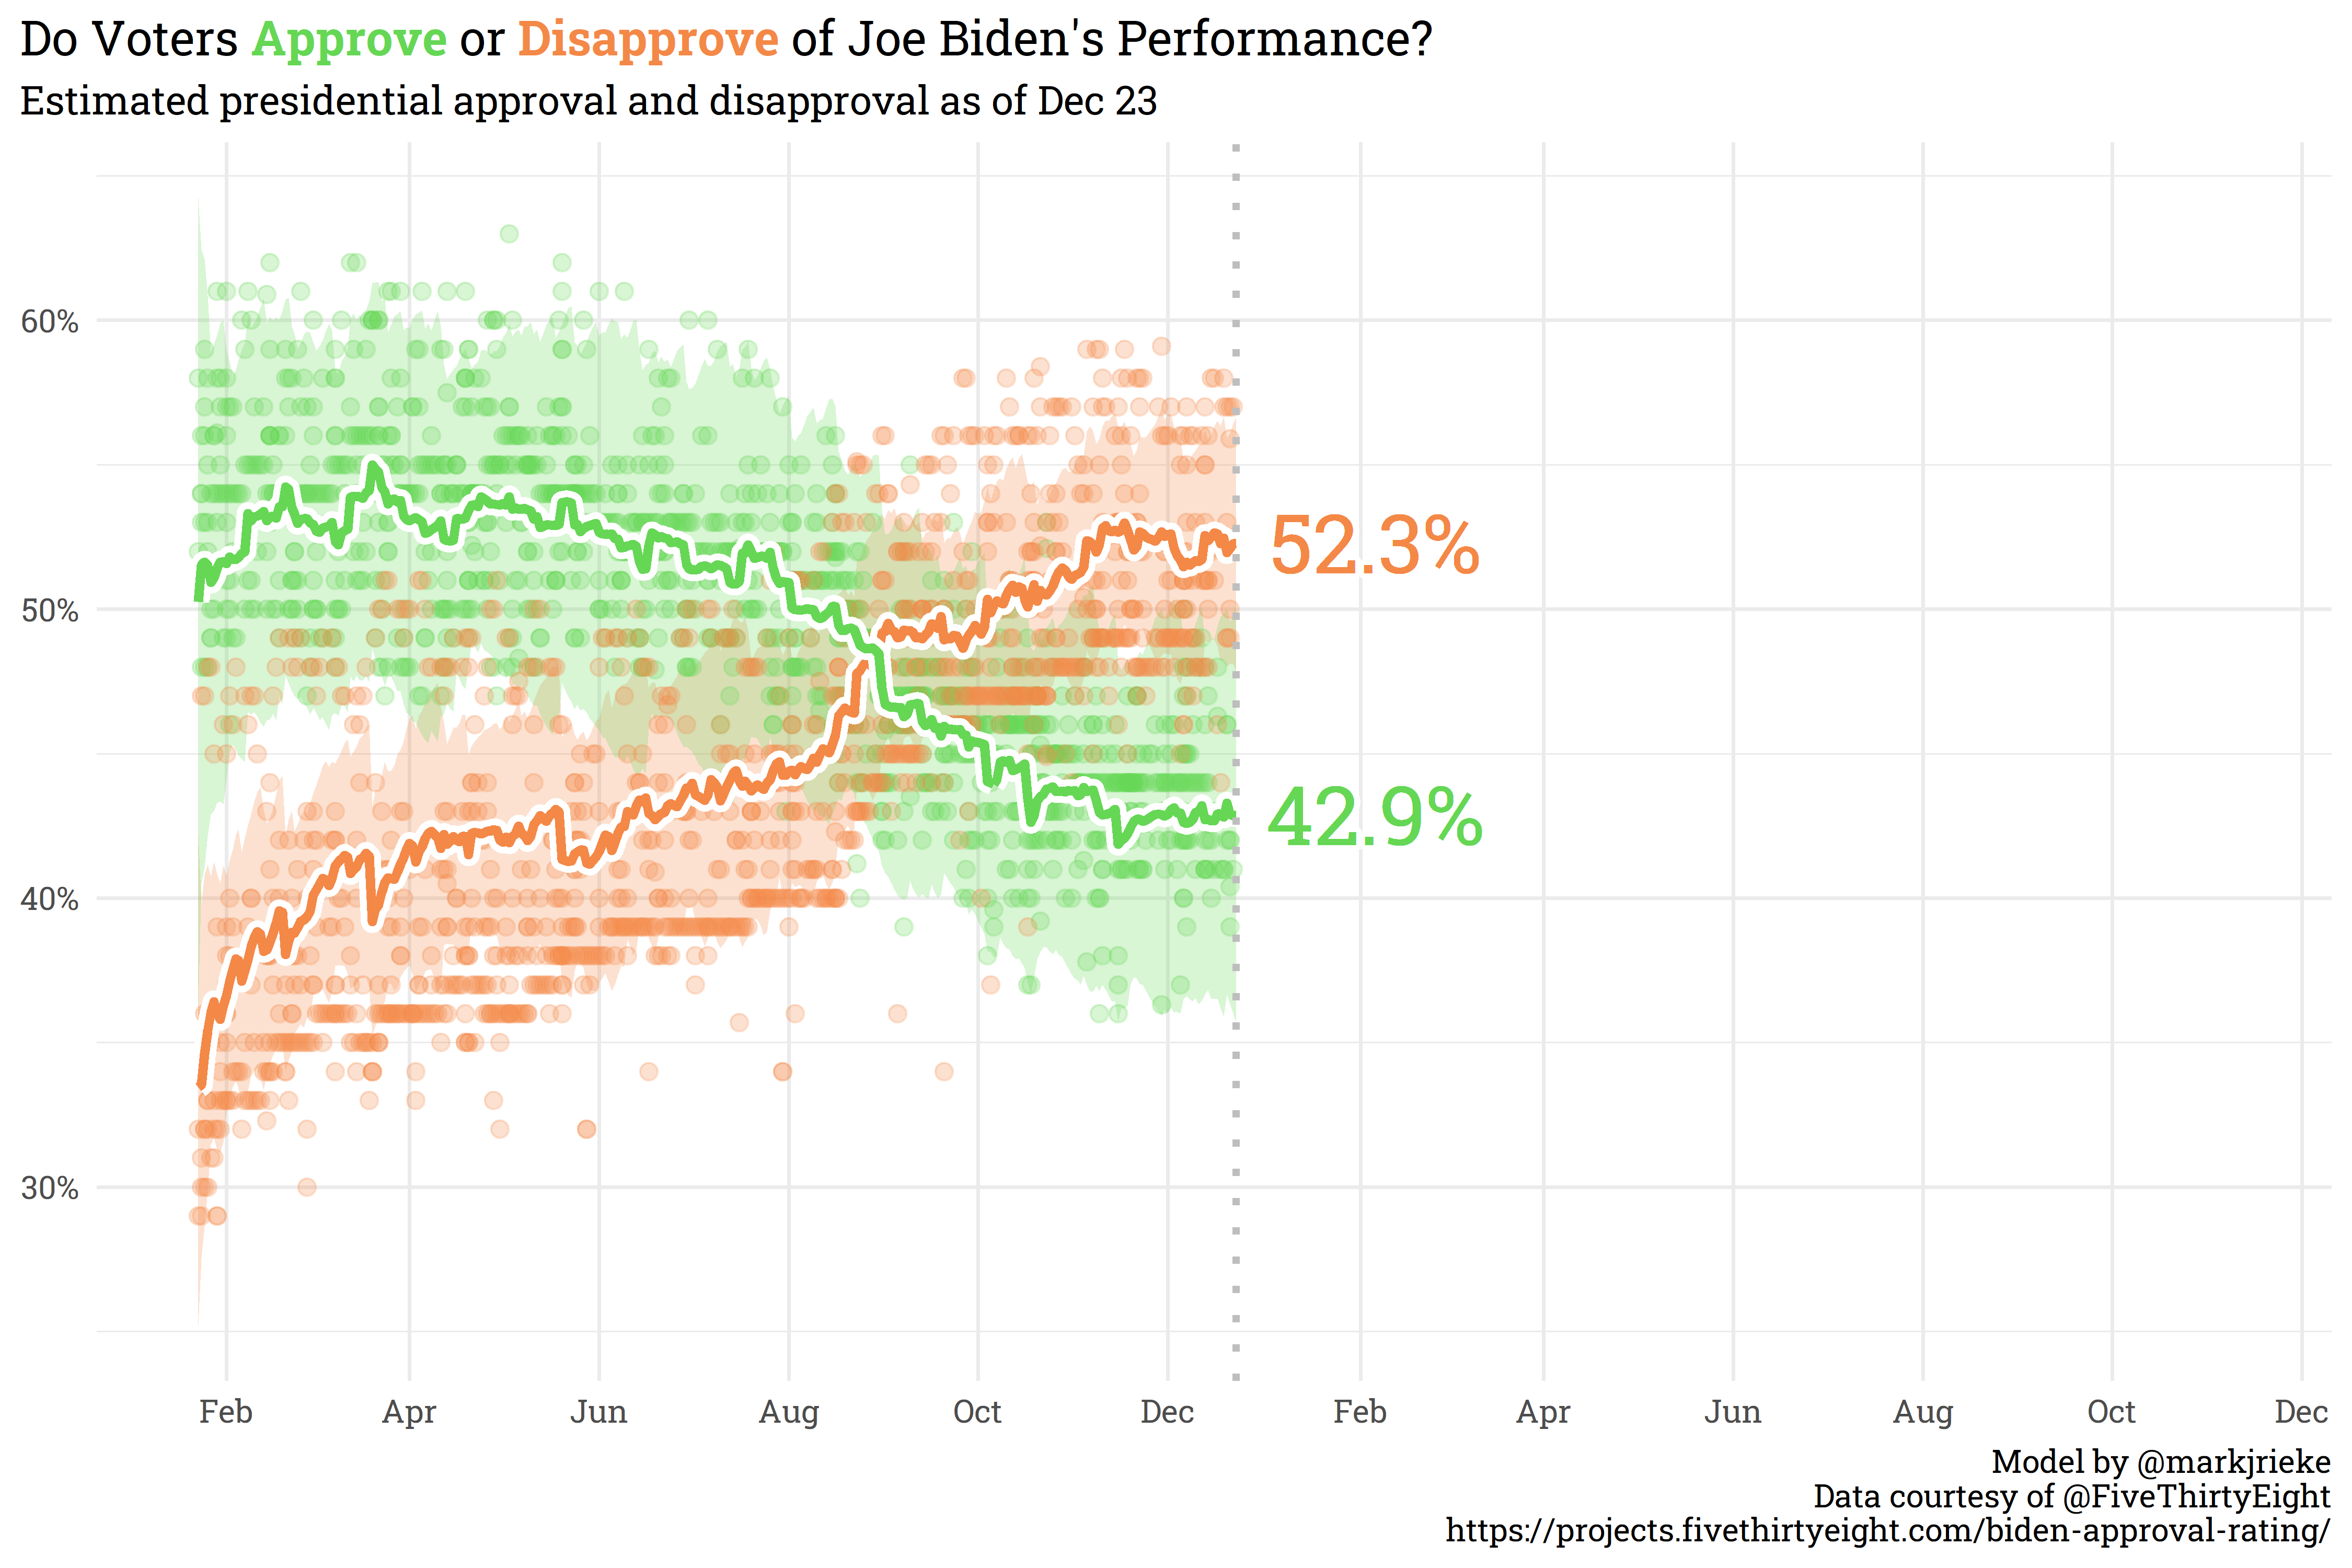 Do Voters Approve or Disapprove of Joe Biden's Performance?
Estimated presidential approval and disapproval as of Dec 23
60%
50%
40%
30%
52.3%
42.9%
Feb Apr Jun Aug Oct Dec Feb Apr Jun Aug Oct Dec
Model by @markjrieke
Data courtesy of @FiveThirtyEight
https://projects.fivethirtyeight.com/biden-approval-rating/